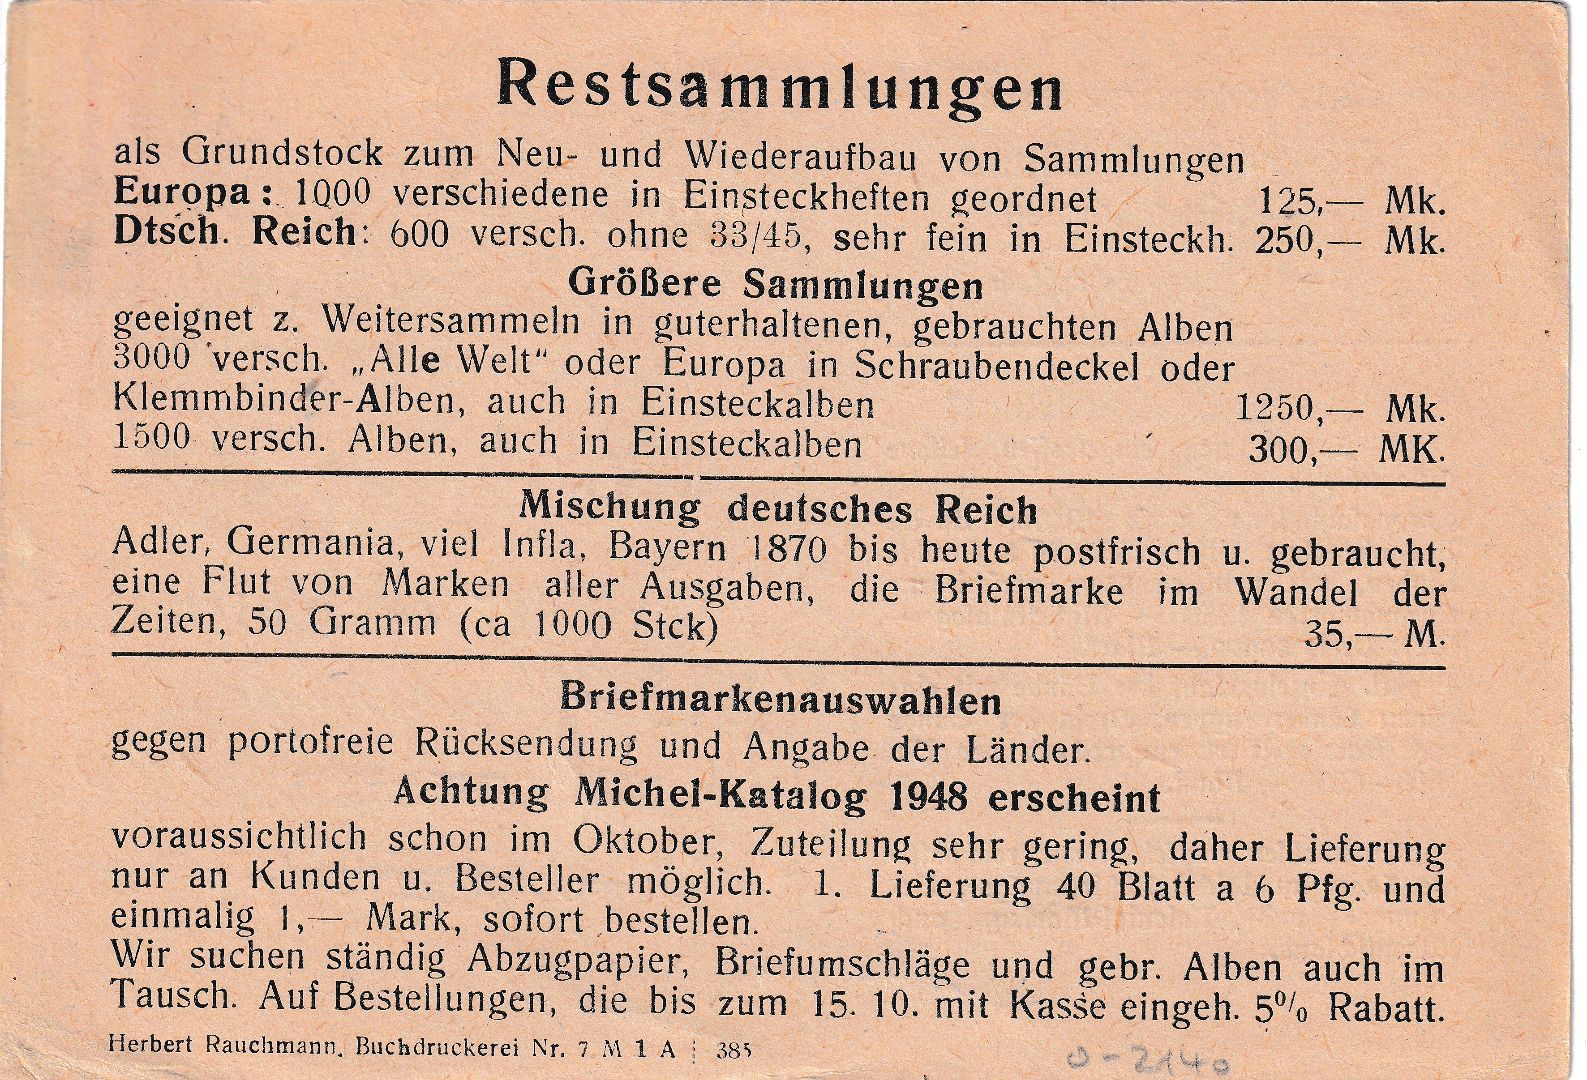 Restsammlungen
als Grundstock zum Neu- und Wiederaufbau von Sammlungen
Europa: 1000 verschiedene in Einsteckheften geordnet 125,— Mk.
Dtsch. Reich: 600 versch. ohne 33/45, sehr fein in Einsteckh. 250,— Mk.
Größere Sammlungen
geeignet z. Weitersammeln in guterhaltenen, gebrauchten Alben
3000 versch. „Alle Welt“ oder Europa in Schraubendeckel oder
Klemmbinder-Alben, auch in Einsteckalben 1250,— Mk.
1500 versch. Alben, auch in Einsteckalben 300,— MK.
Mischung deutsches Reich
Adler, Germania, viel Infla, Bayern 1870 bis heute postfrisch u. gebraucht,
eine Flut von Marken aller Ausgaben, die Briefmarke im Wandel der
Zeiten, 50 Gramm (ca 1000 Stck) 35,— M.
Briefmarkenauswahlen
gegen portofreie Rücksendung und Angabe der Länder.
Achtung Michel-Katalog 1948 erscheint
voraussichtlich schon im Oktober, Zuteilung sehr gering, daher Lieferung
nur an Kunden u. Besteller möglich. 1. Lieferung 40 Blatt a 6 Pfg. und
einmalig 1,— Mark, sofort bestellen.
Wir suchen ständig Abzugpapier, Briefumschläge und gebr. Alben auch im
Tausch. Auf Bestellungen, die bis zum 15. 10. mit Kasse eingeh. 5% Rabatt.
Herbert Rauchmann, Buchdruckerei Nr. 7 M 1 A 385
0-2140